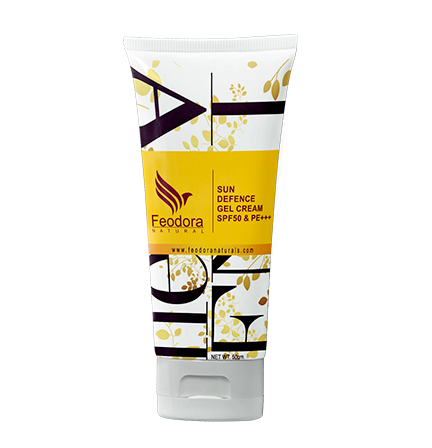 Feodora
NATURAL
SUN
DEFENCE
GEL CREAM
SPF50 & PE+++
www.feodoranaturals.com
NET WT. 50gm